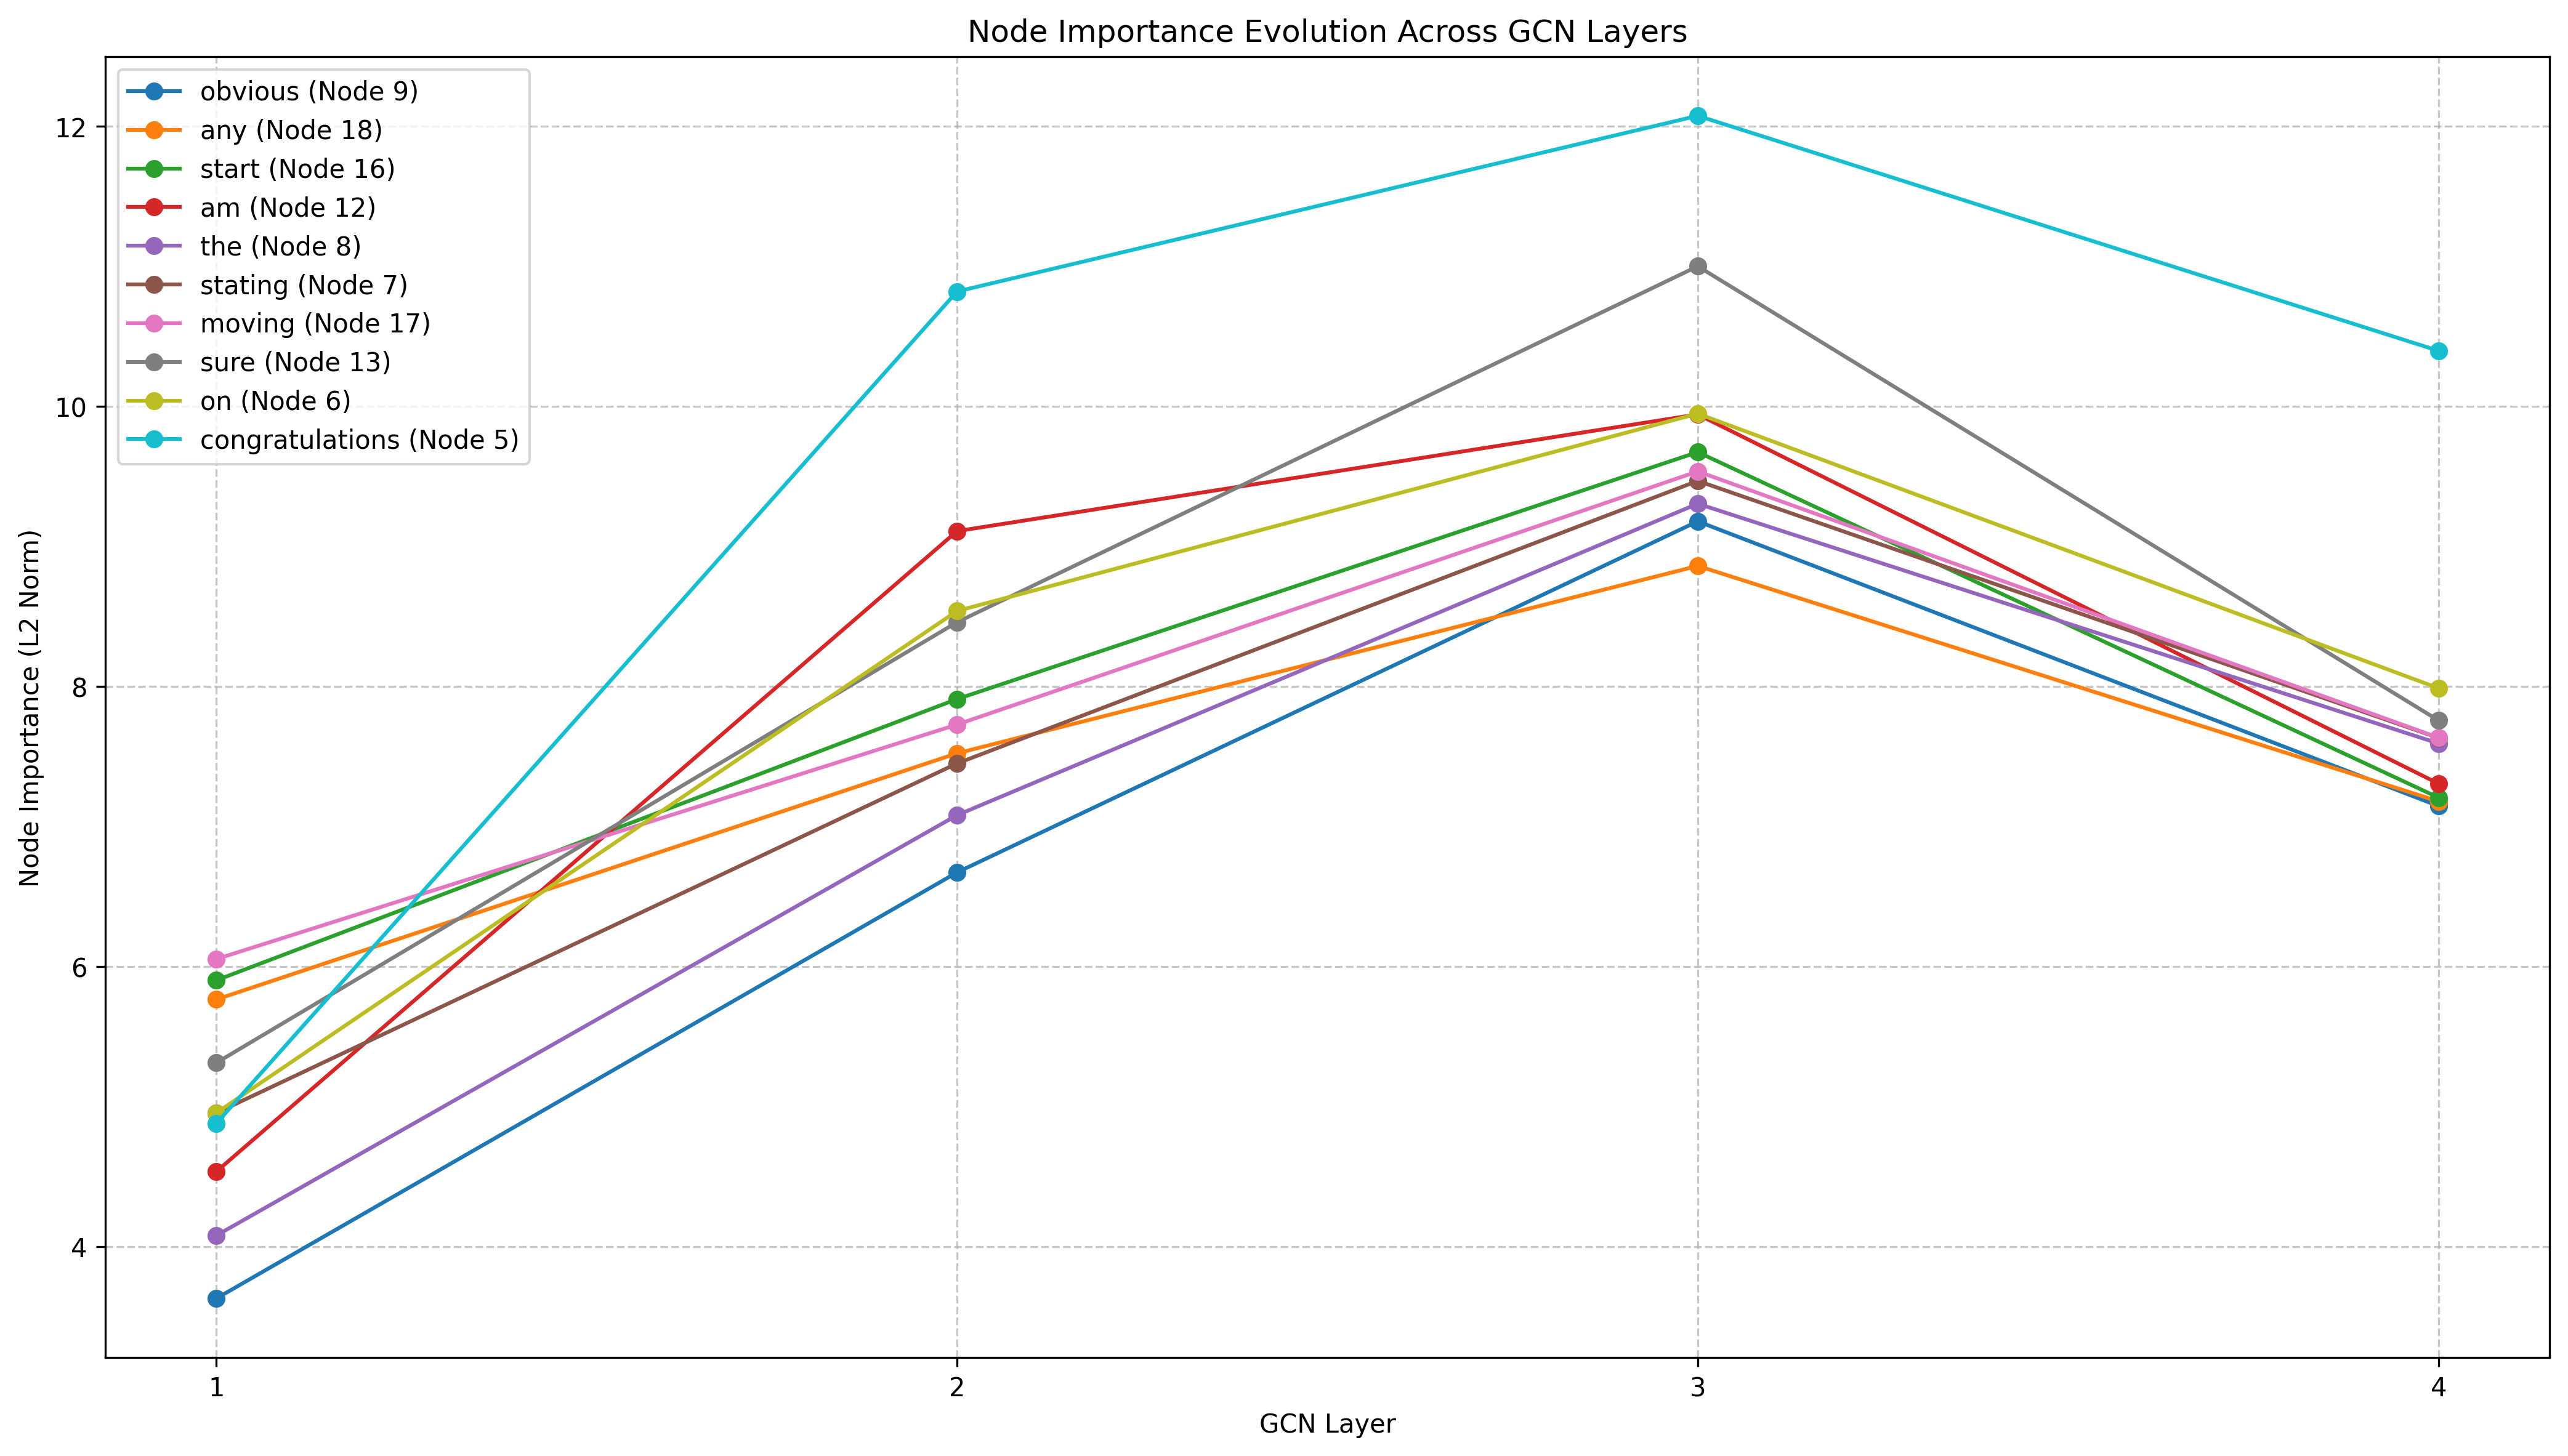 Node Importance Evolution Across GCN Layers
obvious (Node 9)
any (Node 18)
start (Node 16)
am (Node 12)
the (Node 8)
stating (Node 7)
moving (Node 17)
sure (Node 13)
on (Node 6)
congratulations (Node 5)
Node Importance (L2 Norm)
12
10
8
6
4
1 2 3 4
GCN Layer